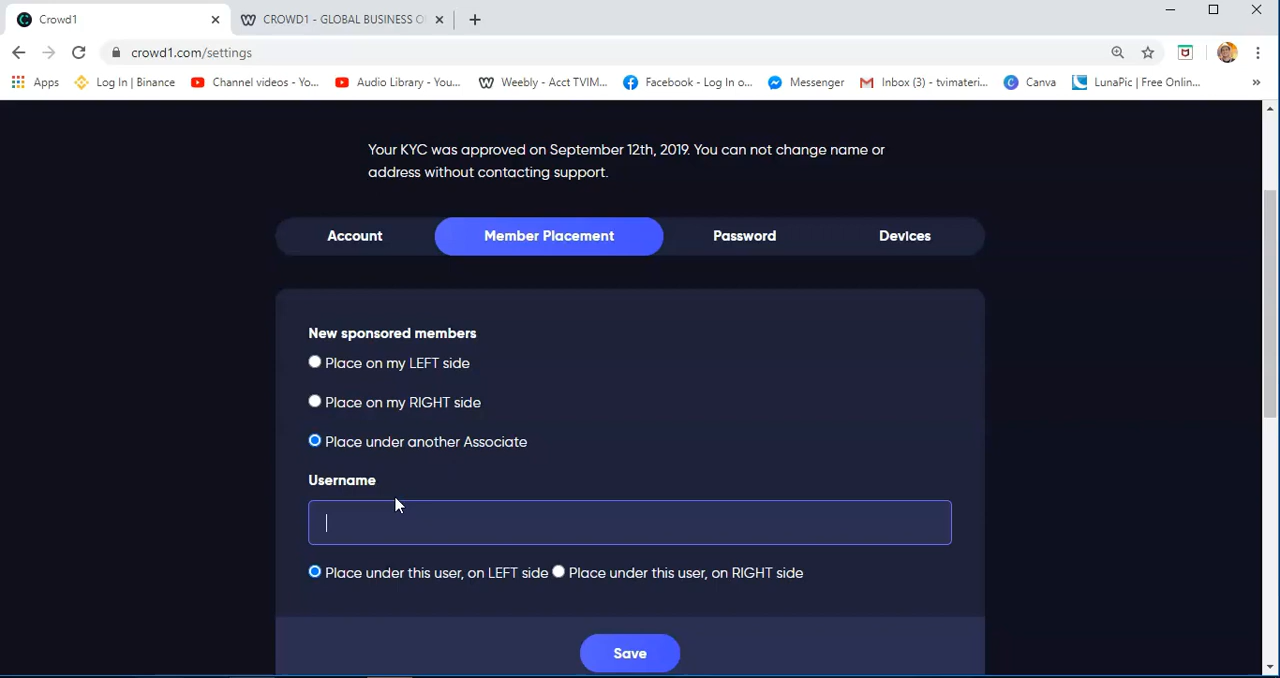 Crowd1
CROWD1 - GLOBAL BUSINESS O
crowd1.com/settings
Apps
Log In | Binance
Channel videos - Yo...
Audio Library - You...
Weebly - Acct TVIM...
Facebook - Log In o...
Messenger
Inbox (3) - tvimateri...
Canva
LunaPic | Free Onlin...
»
Your KYC was approved on September 12th, 2019. You can not change name or
address without contacting support.
Account
Member Placement
Password
Devices
New sponsored members
Place on my LEFT side
Place on my RIGHT side
Place under another Associate
Username
Place under this user, on LEFT side Place under this user, on RIGHT side
Save